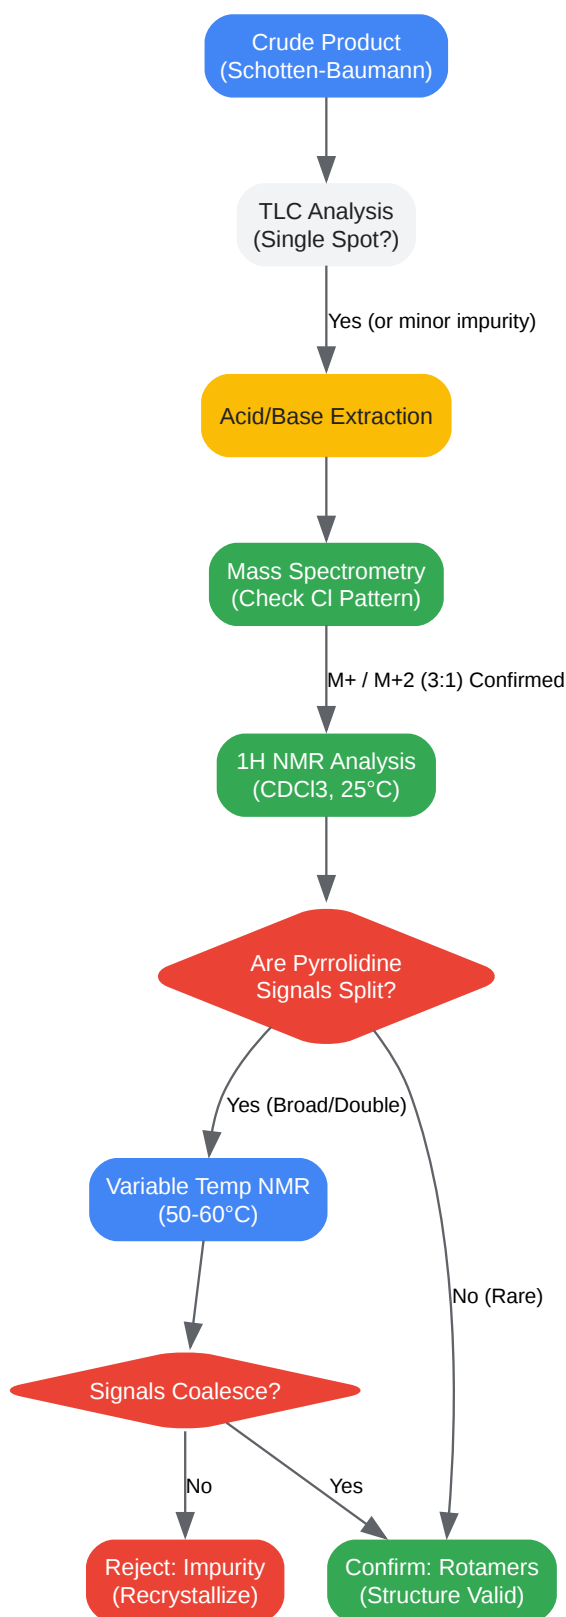 Crude Product
(Schotten-Baumann)
TLC Analysis
(Single Spot?)
Yes (or minor impurity)
Acid/Base Extraction
Mass Spectrometry
(Check Cl Pattern)
M+ / M+2 (3:1) Confirmed
1H NMR Analysis
(CDCl3, 25°C)
Are Pyrrolidine
Signals Split?
Yes (Broad/Double)
Variable Temp NMR
(50-60°C)
No (Rare)
Signals Coalesce?
No
Yes
Reject: Impurity
(Recrystallize)
Confirm: Rotamers
(Structure Valid)